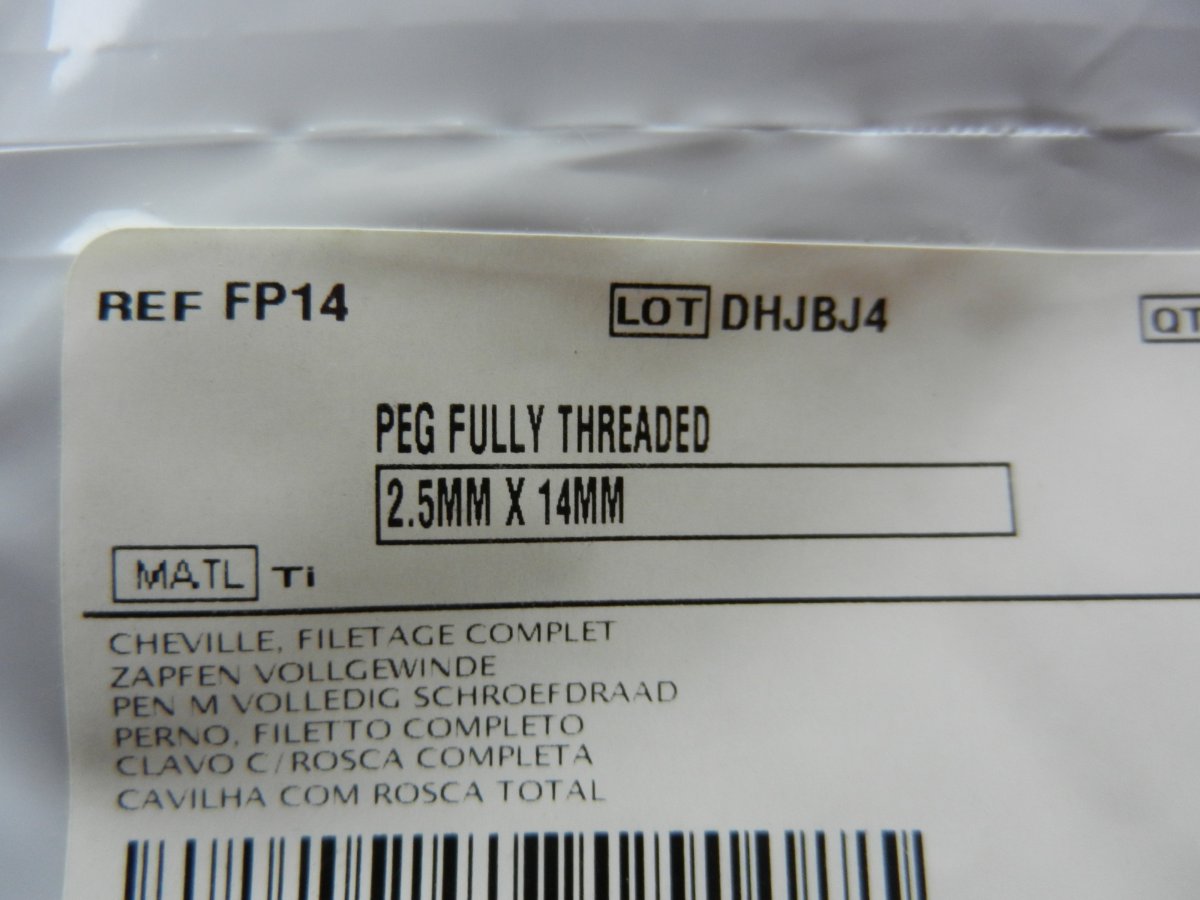 REF FP14
LOT DHJBJ4
PEG FULLY THREADED
2.5MM X 14MM
MATL Ti
CHEVILLE, FILETAGE COMPLET
ZAPFEN VOLLGEWINDE
PEN M VOLLEDIG SCHROEFDRAAD
PERNO, FILETTO COMPLETO
CLAVO C/ROSCA COMPLETA
CAVILHA COM ROSCA TOTAL